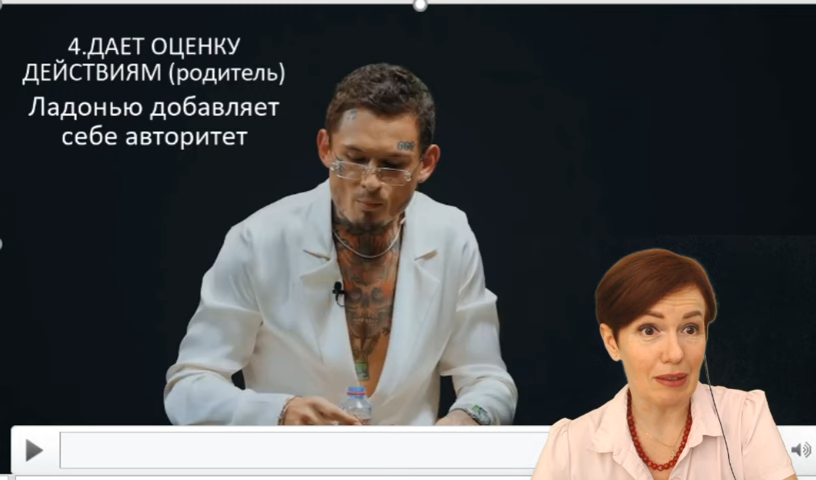 4.ДАЕТ ОЦЕНКУ
ДЕЙСТВИЯМ (родитель)
Ладонью добавляет
себе авторитет